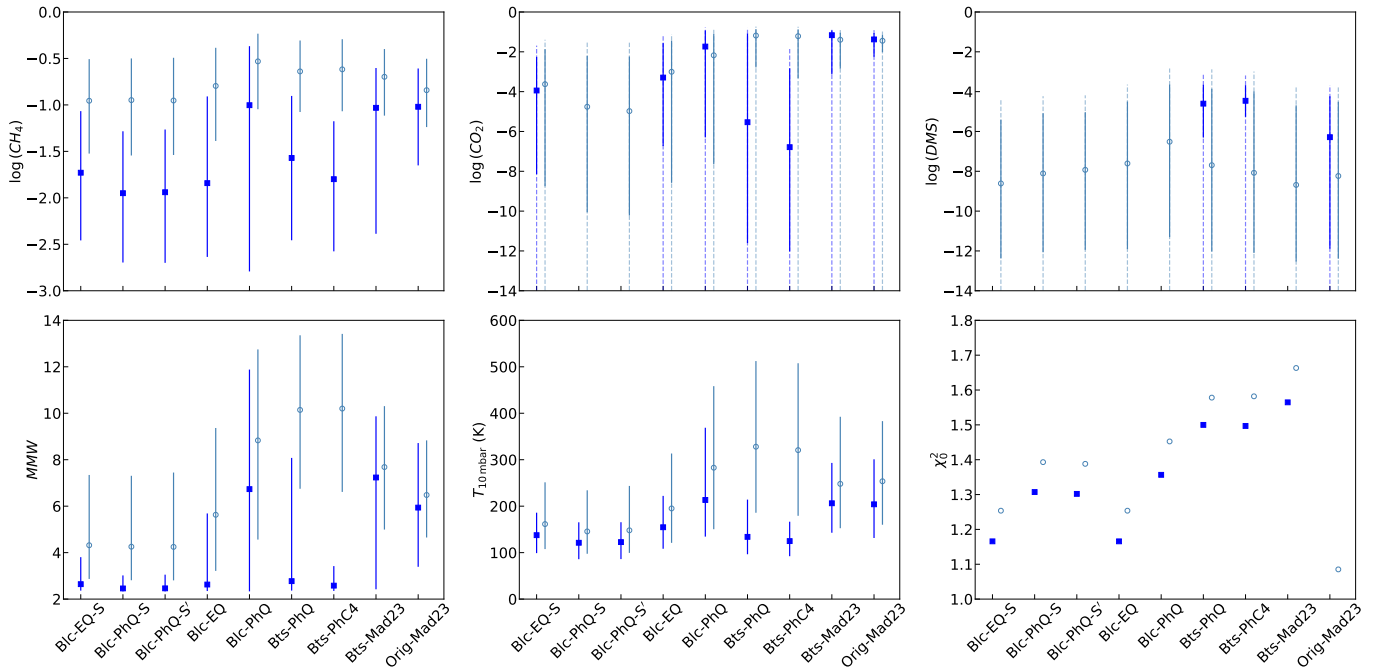 log (CH₄)
0.0
−0.5
−1.0
−1.5
−2.0
−2.5
−3.0
log (CO₂)
0
−2
−4
−6
−8
−10
−12
−14
log (DMS)
0
−2
−4
−6
−8
−10
−12
−14
MMW
14
12
10
8
6
4
2
Blc-EQ-S
Blc-PhQ-S
Blc-PhQ-S′
Blc-EQ
Blc-PhQ
Bts-PhQ
Bts-PhC4
Bts-Mad23
Orig-Mad23
T₁₀ ₘbar (K)
600
500
400
300
200
100
0
Blc-EQ-S
Blc-PhQ-S
Blc-PhQ-S′
Blc-EQ
Blc-PhQ
Bts-PhQ
Bts-PhC4
Bts-Mad23
Orig-Mad23
χ₀²
1.8
1.7
1.6
1.5
1.4
1.3
1.2
1.1
1.0
Blc-EQ-S
Blc-PhQ-S
Blc-PhQ-S′
Blc-EQ
Blc-PhQ
Bts-PhQ
Bts-PhC4
Bts-Mad23
Orig-Mad23